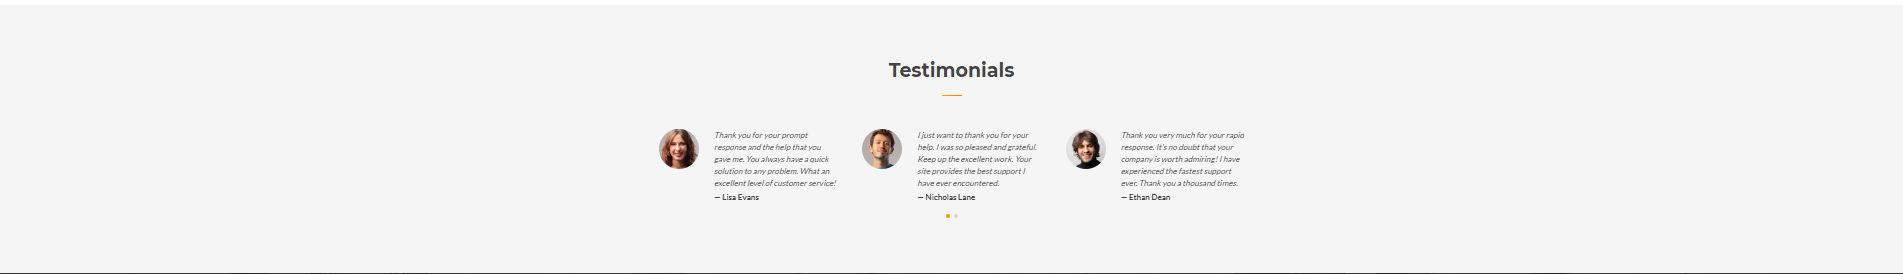 Testimonials
Thank you for your prompt
response and the help that you
gave me. You always have a quick
solution to any problem. What an
excellent level of customer service!
— Lisa Evans
I just want to thank you for your
help. I was so pleased and grateful.
Keep up the excellent work. Your
site provides the best support I
have ever encountered.
— Nicholas Lane
Thank you very much for your rapid
response. It's no doubt that your
company is worth admiring! I have
experienced the fastest support
ever. Thank you a thousand times.
— Ethan Dean